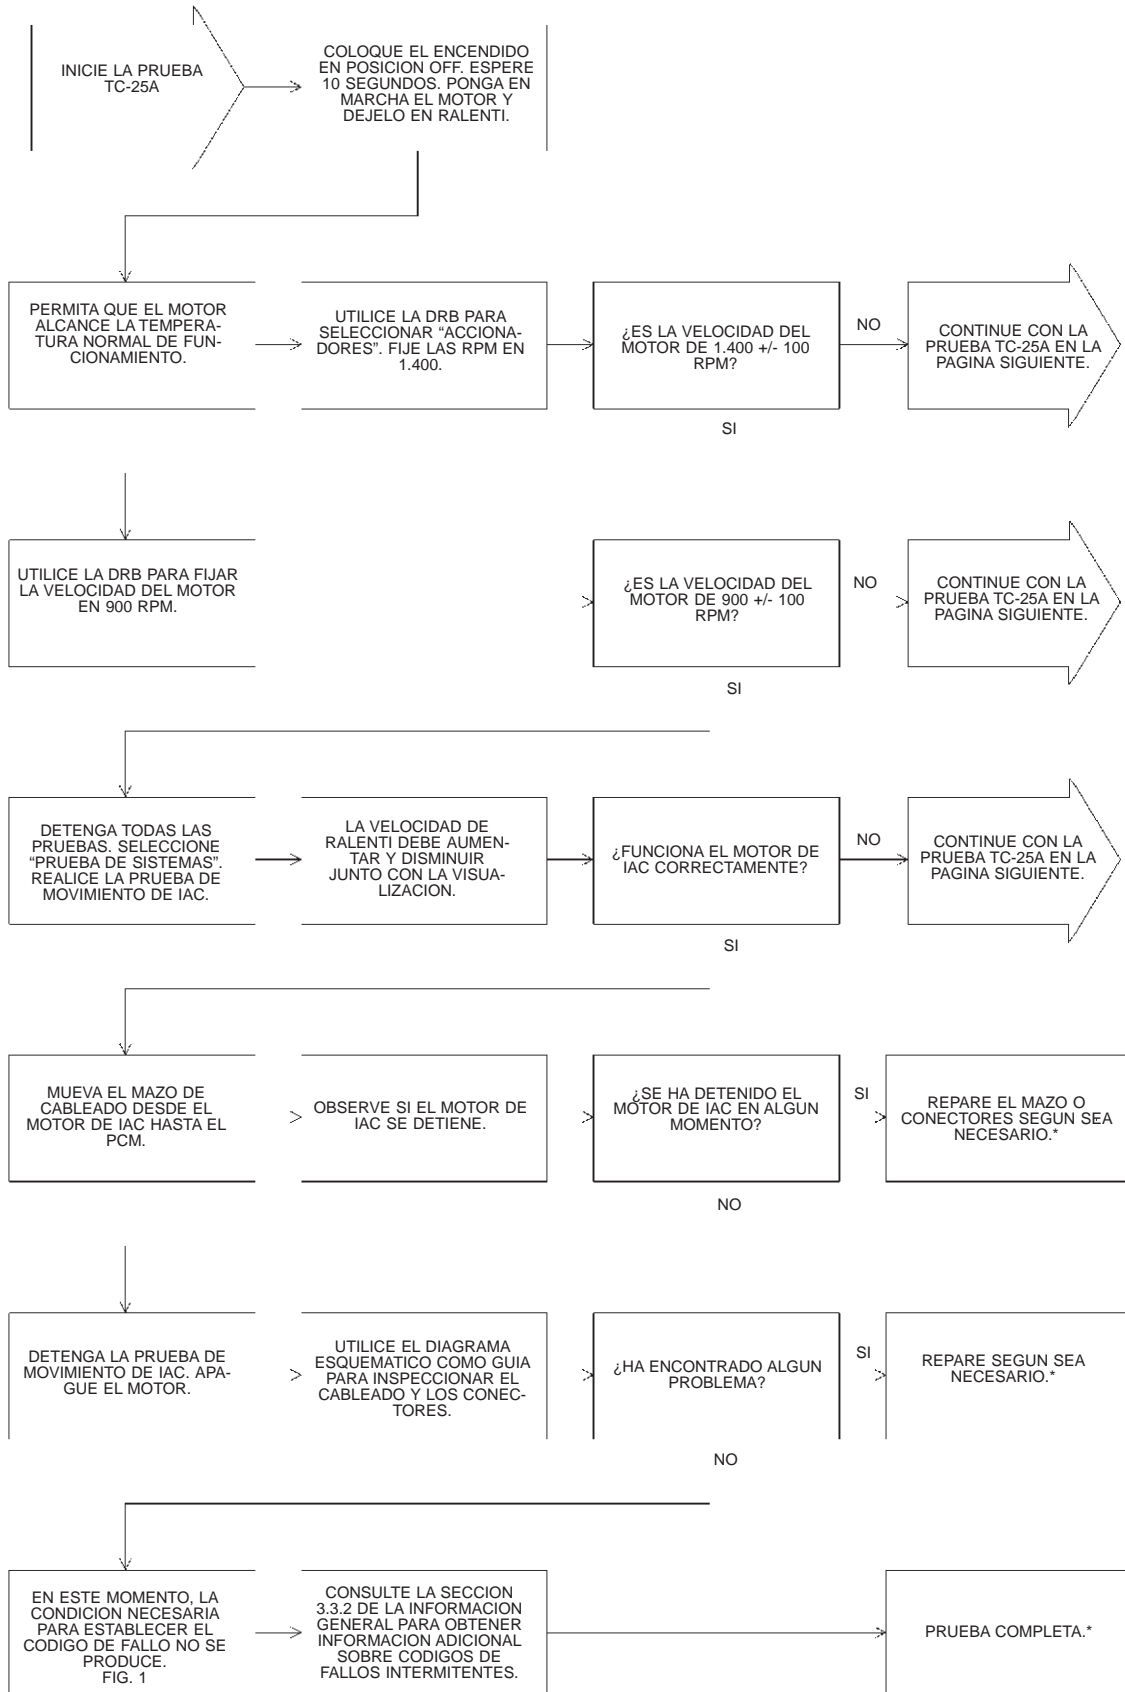 INICIE LA PRUEBA
TC-25A
COLOQUE EL ENCENDIDO
EN POSICION OFF. ESPERE
10 SEGUNDOS. PONGA EN
MARCHA EL MOTOR Y
DEJELO EN RALENTI.
PERMITA QUE EL MOTOR
ALCANCE LA TEMPERA-
TURA NORMAL DE FUN-
CIONAMIENTO.
UTILICE LA DRB PARA
SELECCIONAR “ACCIONA-
DORES”. FIJE LAS RPM EN
1.400.
¿ES LA VELOCIDAD DEL
MOTOR DE 1.400 +/- 100
RPM?
NO
CONTINUE CON LA
PRUEBA TC-25A EN LA
PAGINA SIGUIENTE.
SI
UTILICE LA DRB PARA FIJAR
LA VELOCIDAD DEL MOTOR
EN 900 RPM.
¿ES LA VELOCIDAD DEL
MOTOR DE 900 +/- 100
RPM?
NO
CONTINUE CON LA
PRUEBA TC-25A EN LA
PAGINA SIGUIENTE.
SI
DETENGA TODAS LAS
PRUEBAS. SELECCIONE
“PRUEBA DE SISTEMAS”.
REALICE LA PRUEBA DE
MOVIMIENTO DE IAC.
LA VELOCIDAD DE
RALENTI DEBE AUMEN-
TAR Y DISMINUIR
JUNTO CON LA VISUA-
LIZACION.
¿FUNCIONA EL MOTOR DE
IAC CORRECTAMENTE?
NO
CONTINUE CON LA
PRUEBA TC-25A EN LA
PAGINA SIGUIENTE.
SI
MUEVA EL MAZO DE
CABLEADO DESDE EL
MOTOR DE IAC HASTA EL
PCM.
OBSERVE SI EL MOTOR DE
IAC SE DETIENE.
¿SE HA DETENIDO EL
MOTOR DE IAC EN ALGUN
MOMENTO?
SI
REPARE EL MAZO O
CONECTORES SEGUN SEA
NECESARIO.*
NO
DETENGA LA PRUEBA DE
MOVIMIENTO DE IAC. APA-
GUE EL MOTOR.
UTILICE EL DIAGRAMA
ESQUEMATICO COMO GUIA
PARA INSPECCIONAR EL
CABLEADO Y LOS CONEC-
TORES.
¿HA ENCONTRADO ALGUN
PROBLEMA?
SI
REPARE SEGUN SEA
NECESARIO.*
NO
EN ESTE MOMENTO, LA
CONDICION NECESARIA
PARA ESTABLECER EL
CODIGO DE FALLO NO SE
PRODUCE.
FIG. 1
CONSULTE LA SECCION
3.3.2 DE LA INFORMACION
GENERAL PARA OBTENER
INFORMACION ADICIONAL
SOBRE CODIGOS DE
FALLOS INTERMITENTES.
PRUEBA COMPLETA.*